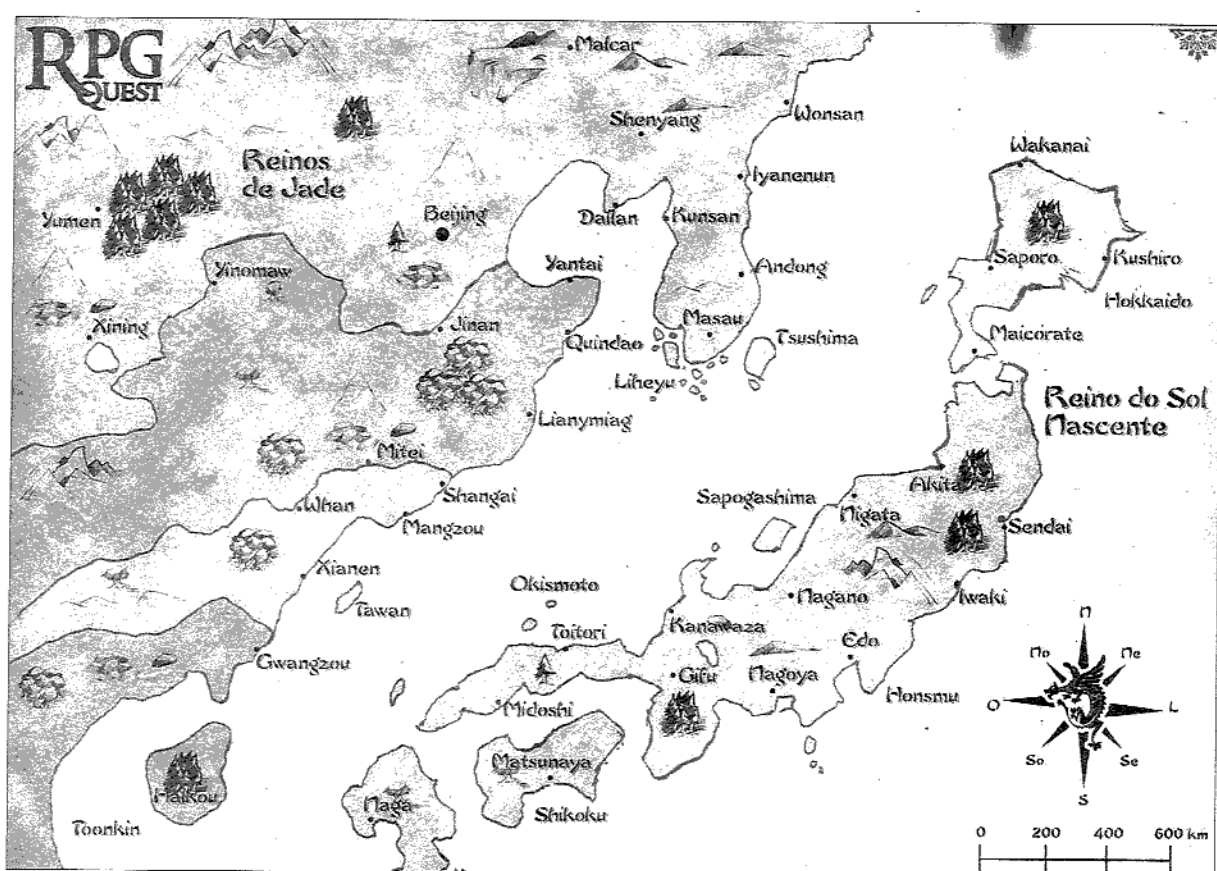 RPG
QUEST
Malcar
Shenyang
Wonsan
Wakanai
Reinos
de Jade
Iyanenun
Yumen
Beijing
Dailan
Kunsan
Yinomaw
Yantai
Andong
Saporo
Kushiro
Hokkaido
Xining
Jinan
Quindao
Masau
Tsushima
Maicorate
Liheyu
Reino do Sol
Nascente
Lianymiag
Mitei
Akita
Whan
Shangai
Mangzou
Sapogashima
Nigata
Sendai
Xianen
Tawan
Okismoto
Nagano
Iwaki
Kanawaza
Toitori
Edo
Gwangzou
Gifu
Nagoya
Honsmu
Midoshi
N
No
Ne
O
L
So
Se
S
Matsunaya
Haikou
Naga
Shikoku
Toonkin
0 200 400 600 km